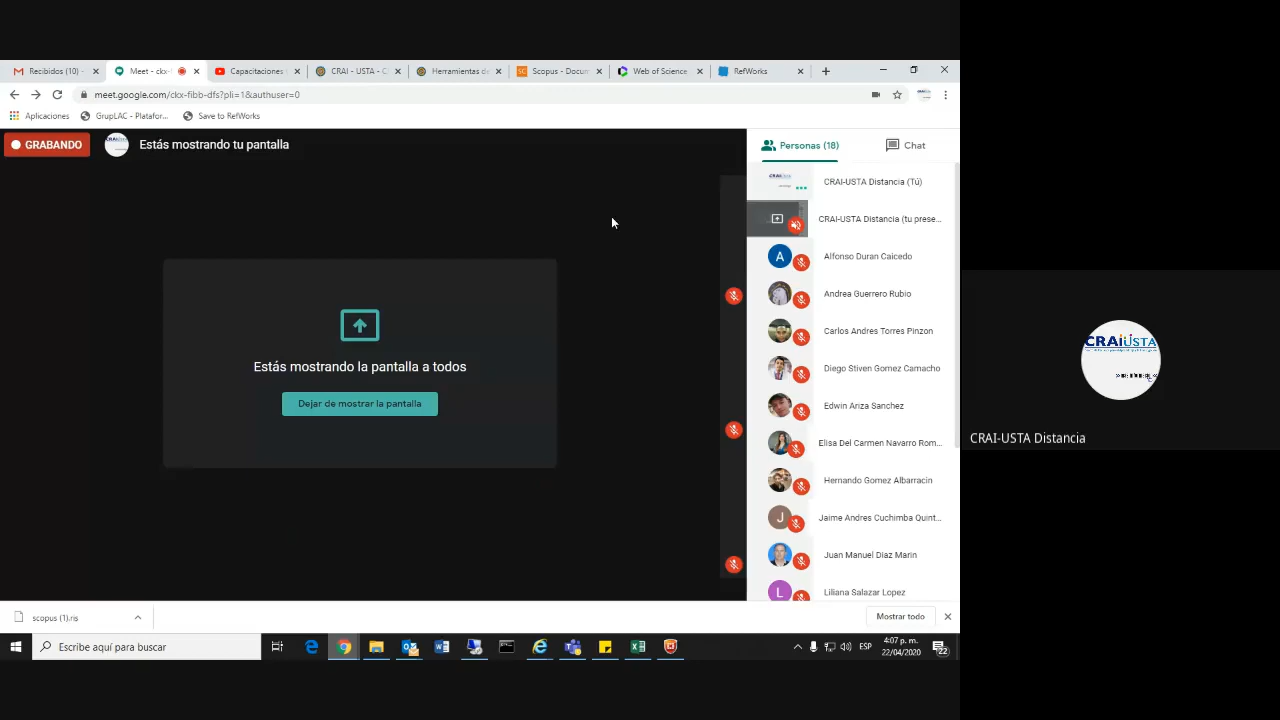 Recibidos (10) -
Meet - ckx-
Capacitaciones
CRAI - USTA - C
Herramientas de
Scopus - Docum
Web of Science
RefWorks
meet.google.com/ckx-fibb-dfs?pli=1&authuser=0
Aplicaciones
GrupLAC - Platafor...
Save to RefWorks
GRABANDO
Estás mostrando tu pantalla
Personas (18)
Chat
CRAI-USTA Distancia (Tú)
CRAI-USTA Distancia (tu prese...
A
Alfonso Duran Caicedo
Andrea Guerrero Rubio
Carlos Andres Torres Pinzon
Diego Stiven Gomez Camacho
Edwin Ariza Sanchez
Elisa Del Carmen Navarro Rom...
Hernando Gomez Albarracin
J
Jaime Andres Cuchimba Quint...
Juan Manuel Diaz Marin
L
Liliana Salazar Lopez
Estás mostrando la pantalla a todos
Dejar de mostrar la pantalla
CRAIUSTA
CRAI-USTA Distancia
scopus (1).ris
Mostrar todo
Escribe aquí para buscar
ESP
4:07 p. m.
22/04/2020
22